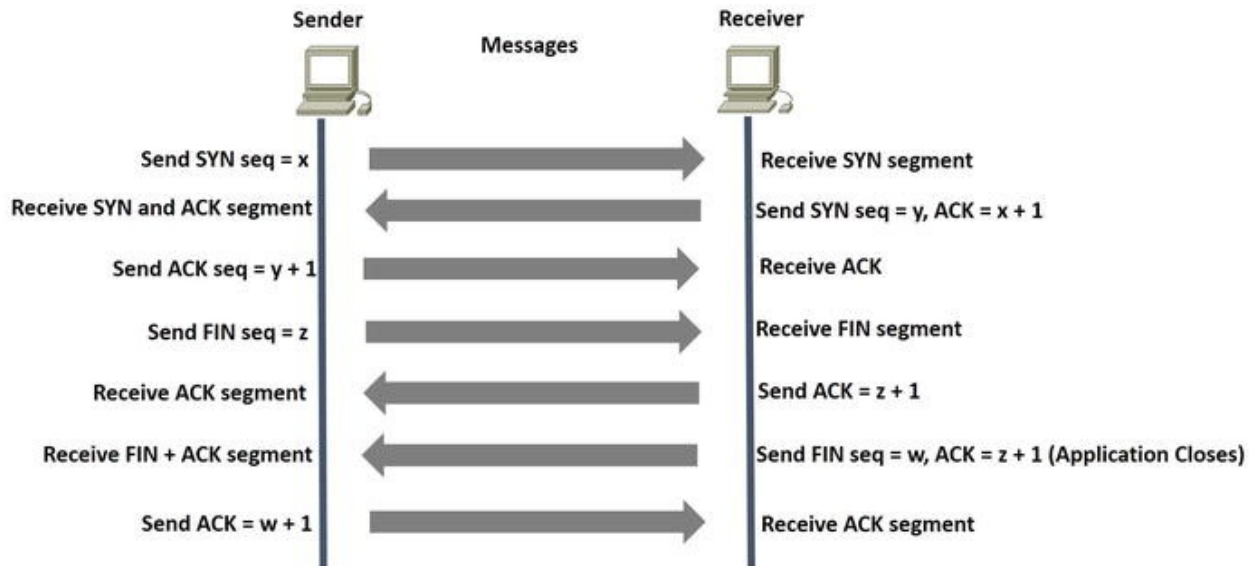 Sender
Receiver
Messages
Send SYN seq = x
Receive SYN segment
Receive SYN and ACK segment
Send SYN seq = y, ACK = x + 1
Send ACK seq = y + 1
Receive ACK
Send FIN seq = z
Receive FIN segment
Receive ACK segment
Send ACK = z + 1
Receive FIN + ACK segment
Send FIN seq = w, ACK = z + 1 (Application Closes)
Send ACK = w + 1
Receive ACK segment